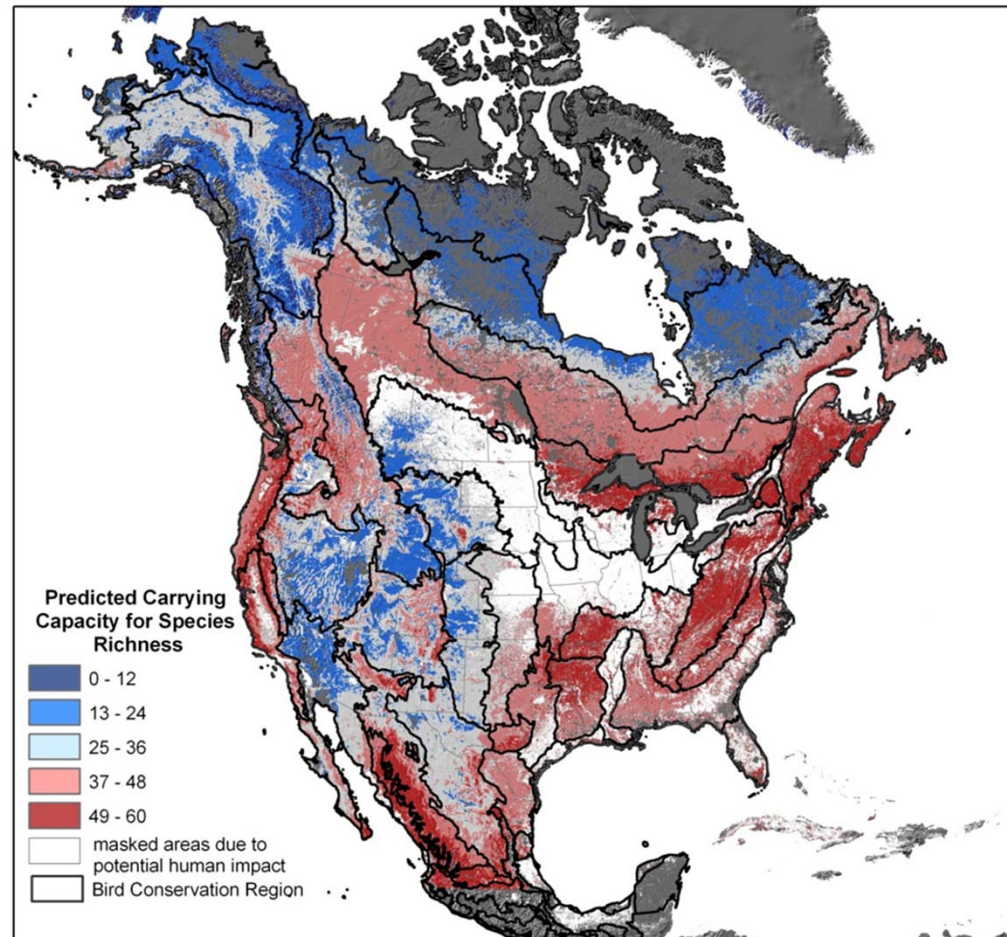 Predicted Carrying
Capacity for Species
Richness
0 - 12
13 - 24
25 - 36
37 - 48
49 - 60
masked areas due to
potential human impact
Bird Conservation Region